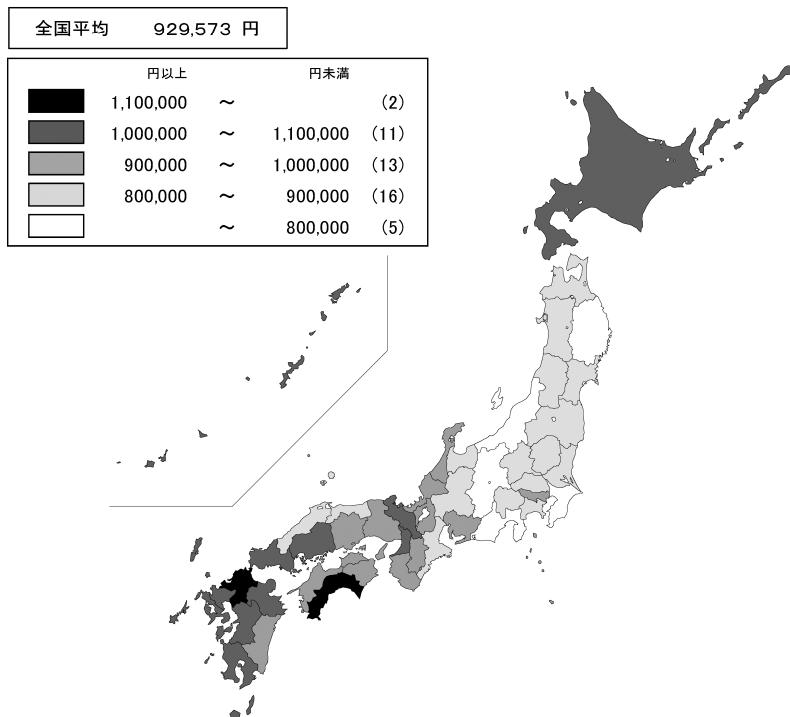 全国平均 929,573 円
円以上 円未満
1,100,000 ～ (2)
1,000,000 ～ 1,100,000 (11)
900,000 ～ 1,000,000 (13)
800,000 ～ 900,000 (16)
～ 800,000 (5)